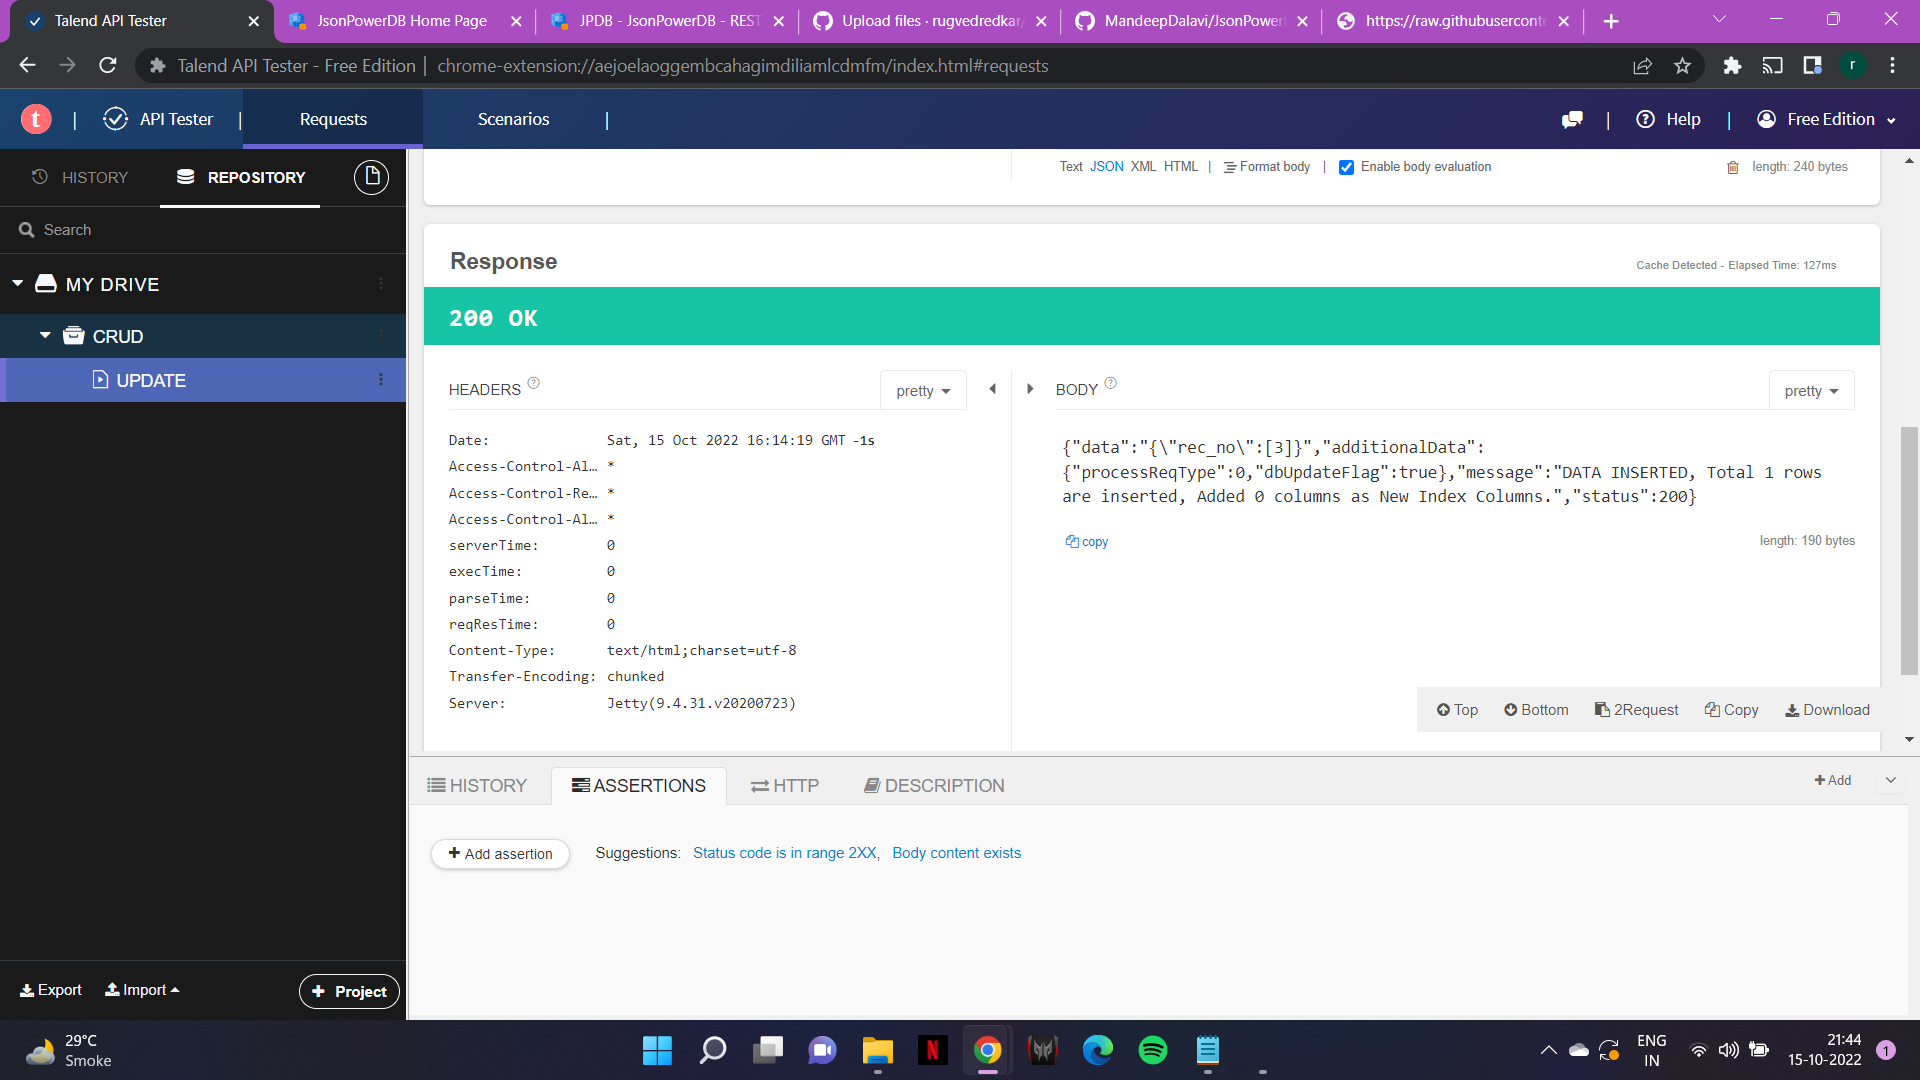 Talend API Tester
JsonPowerDB Home Page
JPDB - JsonPowerDB - REST
Upload files · rugvedredkar/
MandeepDalavi/JsonPower
https://raw.githubuserconte
Talend API Tester - Free Edition | chrome-extension://aejoelaoggembcahagimdiliamlcdmfm/index.html#requests
r
t | API Tester | Requests Scenarios |
| Help | Free Edition
HISTORY REPOSITORY
Search
MY DRIVE
CRUD
UPDATE
Text JSON XML HTML | Format body | Enable body evaluation length: 240 bytes
Response
Cache Detected - Elapsed Time: 127ms
200 OK
HEADERS ? pretty
Date: Sat, 15 Oct 2022 16:14:19 GMT -1s
Access-Control-Al… *
Access-Control-Re… *
Access-Control-Al… *
serverTime: 0
execTime: 0
parseTime: 0
reqResTime: 0
Content-Type: text/html;charset=utf-8
Transfer-Encoding: chunked
Server: Jetty(9.4.31.v20200723)
BODY ? pretty
{"data":"{\"rec_no\":[3]}","additionalData":
{"processReqType":0,"dbUpdateFlag":true},"message":"DATA INSERTED, Total 1 rows
are inserted, Added 0 columns as New Index Columns.","status":200}
copy length: 190 bytes
Top Bottom 2Request Copy Download
HISTORY ASSERTIONS HTTP DESCRIPTION + Add
+ Add assertion Suggestions: Status code is in range 2XX, Body content exists
Export Import + Project
29°C
Smoke
N
ENG
IN
21:44
15-10-2022
1